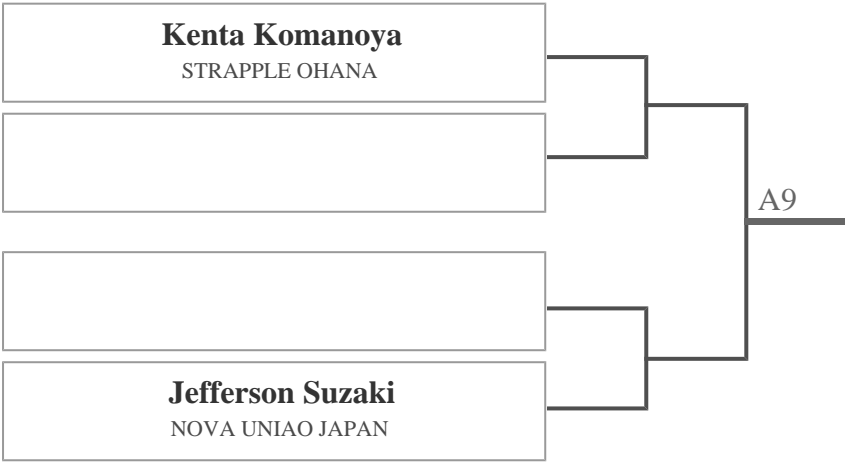 Kenta Komanoya
STRAPPLE OHANA
A9
Jefferson Suzaki
NOVA UNIAO JAPAN